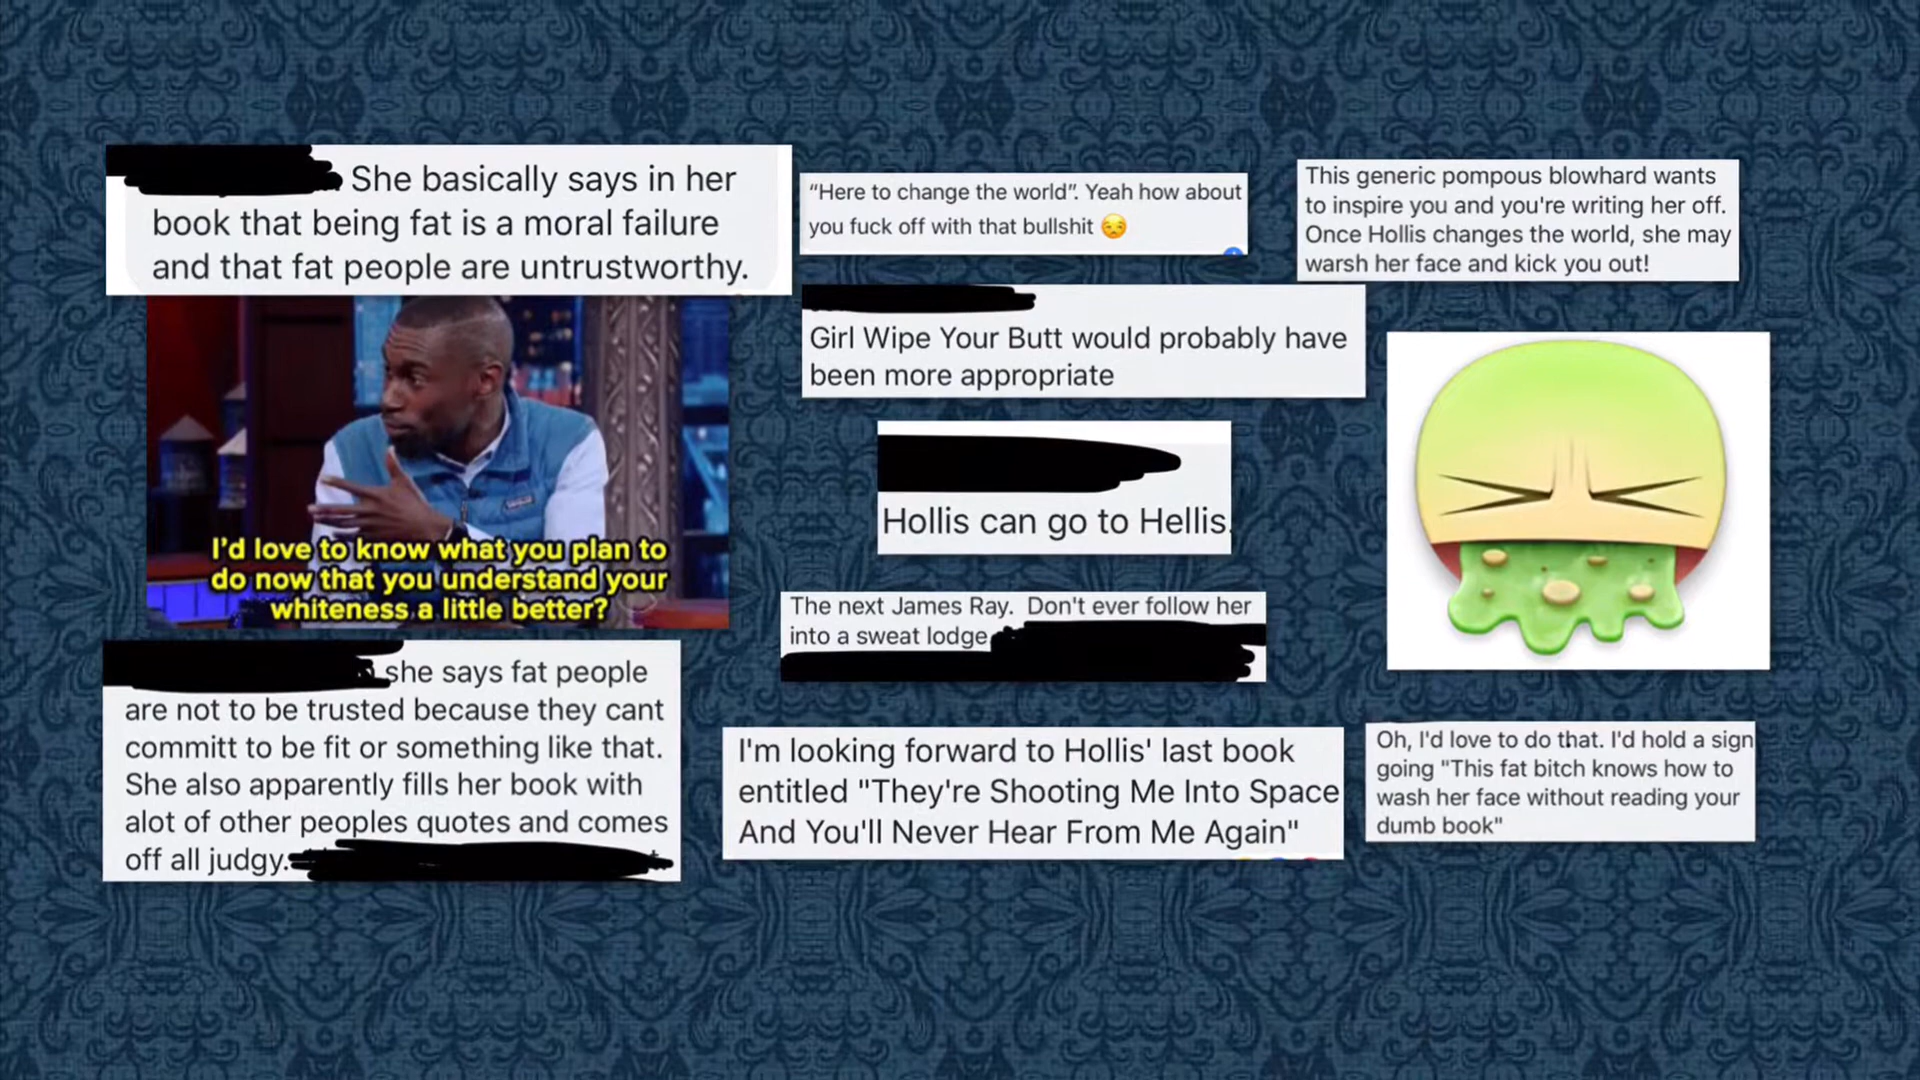 She basically says in her
book that being fat is a moral failure
and that fat people are untrustworthy.
I'd love to know what you plan to
do now that you understand your
whiteness a little better?
she says fat people
are not to be trusted because they cant
committ to be fit or something like that.
She also apparently fills her book with
alot of other peoples quotes and comes
off all judgy.
“Here to change the world”. Yeah how about
you fuck off with that bullshit 😒
Girl Wipe Your Butt would probably have
been more appropriate
Hollis can go to Hellis.
The next James Ray. Don't ever follow her
into a sweat lodge
I'm looking forward to Hollis' last book
entitled "They're Shooting Me Into Space
And You'll Never Hear From Me Again"
This generic pompous blowhard wants
to inspire you and you're writing her off.
Once Hollis changes the world, she may
warsh her face and kick you out!
Oh, I'd love to do that. I'd hold a sign
going "This fat bitch knows how to
wash her face without reading your
dumb book"